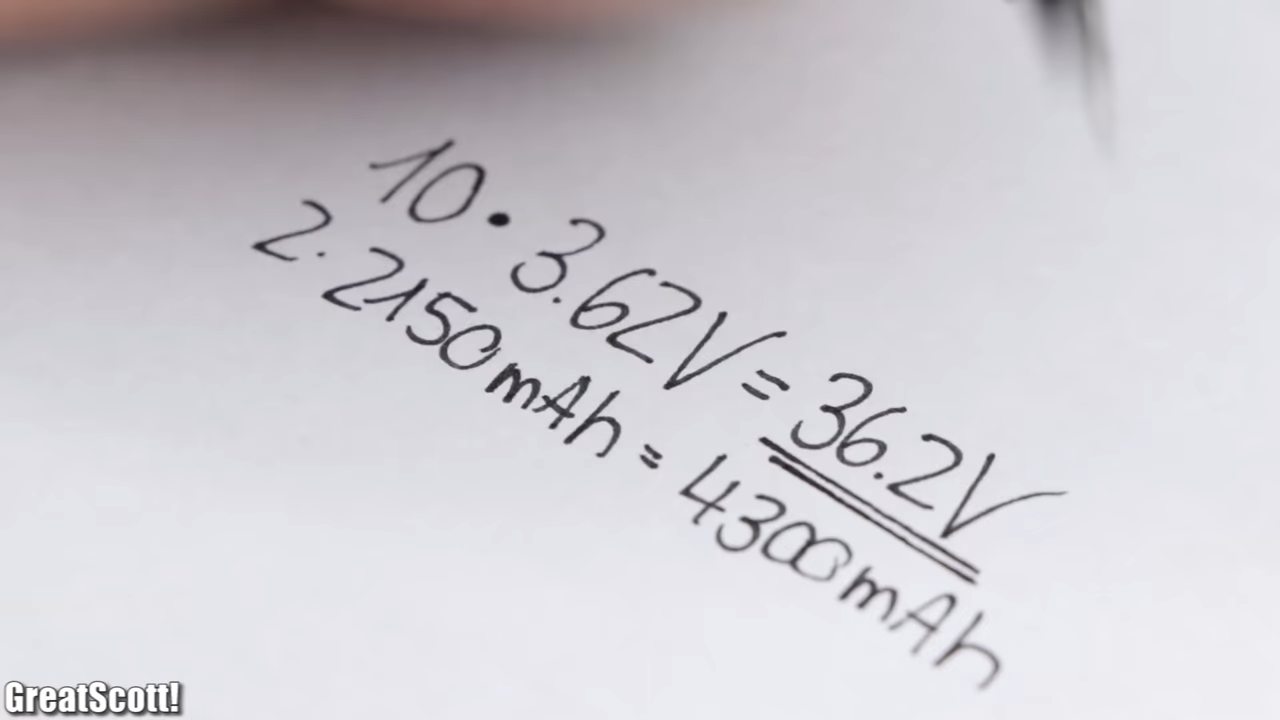 10 · 3.62V = 36.2V
2 · 2150mAh = 4300mAh
GreatScott!